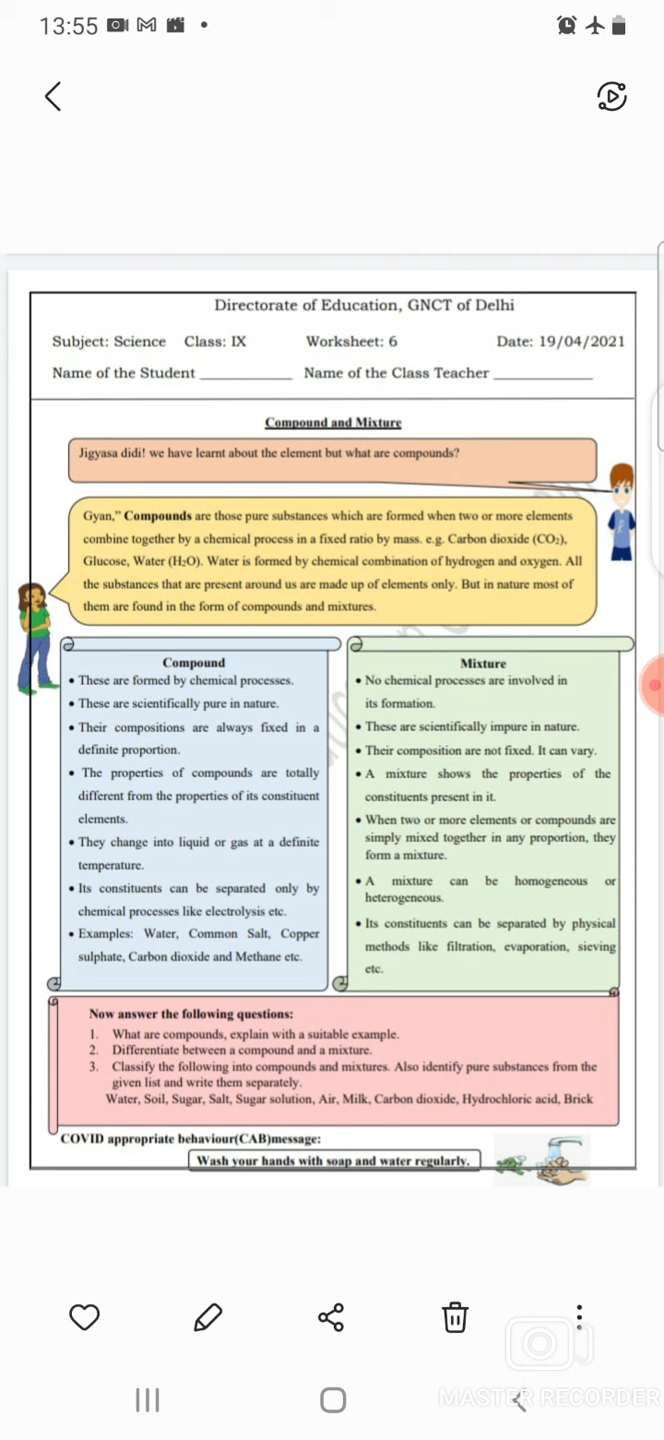 13:55
Directorate of Education, GNCT of Delhi
Subject: Science Class: IX Worksheet: 6 Date: 19/04/2021
Name of the Student ____________ Name of the Class Teacher ____________
Compound and Mixture
Jigyasa didi! we have learnt about the element but what are compounds?
Gyan,” Compounds are those pure substances which are formed when two or more elements
combine together by a chemical process in a fixed ratio by mass. e.g. Carbon dioxide (CO₂),
Glucose, Water (H₂O). Water is formed by chemical combination of hydrogen and oxygen. All
the substances that are present around us are made up of elements only. But in nature most of
them are found in the form of compounds and mixtures.
Compound
• These are formed by chemical processes.
• These are scientifically pure in nature.
• Their compositions are always fixed in a
definite proportion.
• The properties of compounds are totally
different from the properties of its constituent
elements.
• They change into liquid or gas at a definite
temperature.
• Its constituents can be separated only by
chemical processes like electrolysis etc.
• Examples: Water, Common Salt, Copper
sulphate, Carbon dioxide and Methane etc.
Mixture
• No chemical processes are involved in
its formation.
• These are scientifically impure in nature.
• Their composition are not fixed. It can vary.
• A mixture shows the properties of the
constituents present in it.
• When two or more elements or compounds are
simply mixed together in any proportion, they
form a mixture.
• A mixture can be homogeneous or
heterogeneous.
• Its constituents can be separated by physical
methods like filtration, evaporation, sieving
etc.
Now answer the following questions:
1. What are compounds, explain with a suitable example.
2. Differentiate between a compound and a mixture.
3. Classify the following into compounds and mixtures. Also identify pure substances from the
given list and write them separately.
Water, Soil, Sugar, Salt, Sugar solution, Air, Milk, Carbon dioxide, Hydrochloric acid, Brick
COVID appropriate behaviour(CAB)message:
Wash your hands with soap and water regularly.
MASTER RECORDER